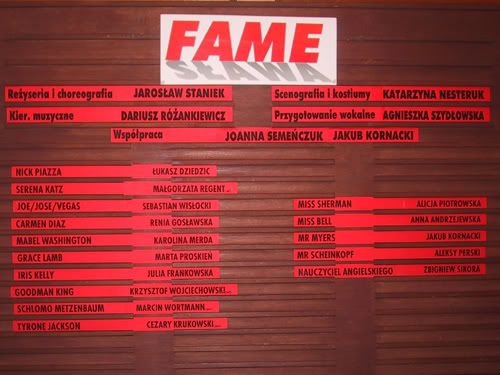 FAME
SŁAWA
Reżyseria i choreografia JAROSŁAW STANIEK
Kier. muzyczne DARIUSZ RÓŻANKIEWICZ
Scenografia i kostiumy KATARZYNA NESTERUK
Przygotowanie wokalne AGNIESZKA SZYDŁOWSKA
Współpraca JOANNA SEMEŃCZUK JAKUB KORNACKI
NICK PIAZZA ŁUKASZ DZIEDZIC
SERENA KATZ MAŁGORZATA REGENT
JOE/JOSE/VEGAS SEBASTIAN WISŁOCKI
CARMEN DIAZ RENIA GOSŁAWSKA
MABEL WASHINGTON KAROLINA MERDA
GRACE LAMB MARTA PROSKIEŃ
IRIS KELLY JULIA FRANKOWSKA
GOODMAN KING KRZYSZTOF WOJCIECHOWSKI
SCHLOMO METZENBAUM MARCIN WORTMANN
TYRONE JACKSON CEZARY KRUKOWSKI
MISS SHERMAN ALICJA PIOTROWSKA
MISS BELL ANNA ANDRZEJEWSKA
MR MYERS JAKUB KORNACKI
MR SCHEINKOPF ALEKSY PERSKI
NAUCZYCIEL ANGIELSKIEGO ZBIGNIEW SIKORA